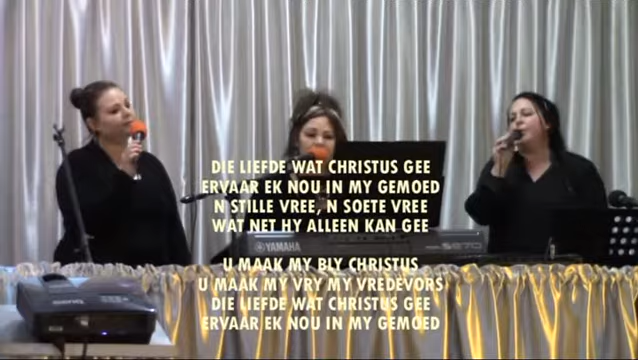 DIE LIEFDE WAT CHRISTUS GEE
ERVAAR EK NOU IN MY GEMOED
N STILLE VREE, N SOETE VREE
WAT NET HY ALLEEN KAN GEE
YAMAHA
U MAAK MY BLY CHRISTUS
U MAAK MY VRY MY VREDEVORS
DIE LIEFDE WAT CHRISTUS GEE
BenQ
ERVAAR EK NOU IN MY GEMOED